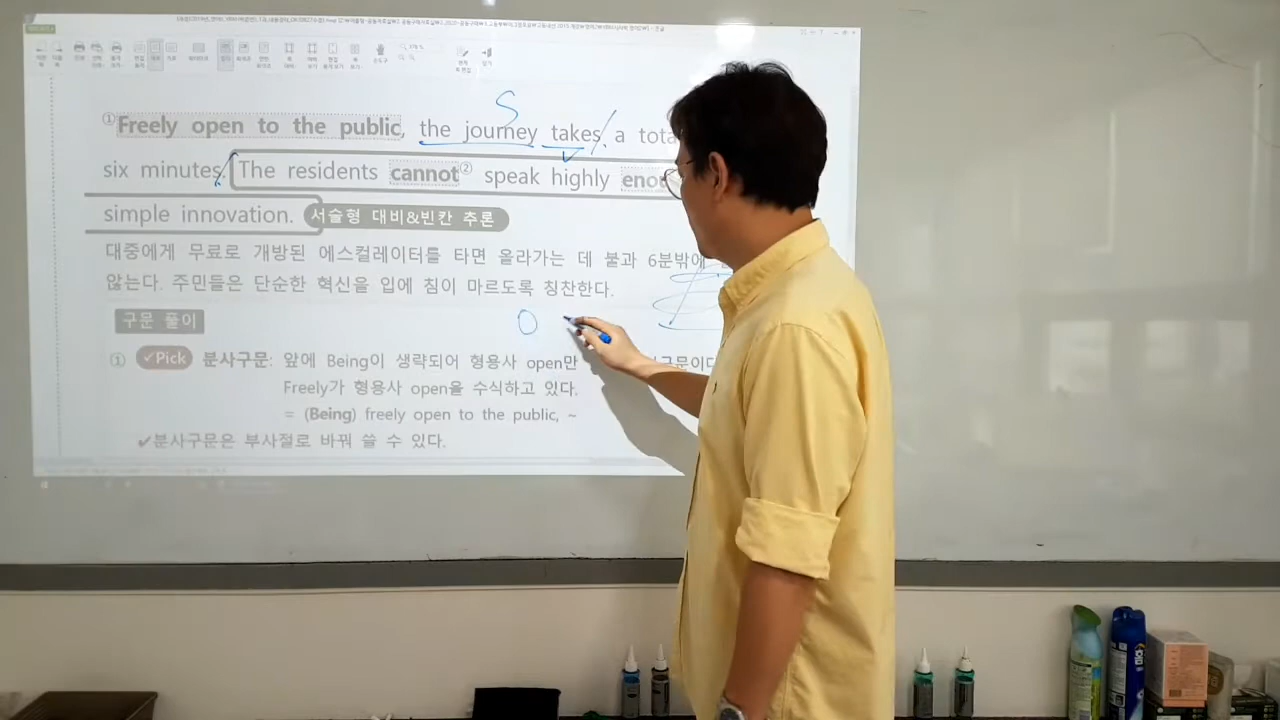 ①Freely open to the public, the journey takes a tota
S
six minutes. The residents cannot② speak highly eno
simple innovation. 서술형 대비&빈칸 추론
대중에게 무료로 개방된 에스컬레이터를 타면 올라가는 데 불과 6분밖에
않는다. 주민들은 단순한 혁신을 입에 침이 마르도록 칭찬한다.
구문 풀이
① ✓Pick 분사구문: 앞에 Being이 생략되어 형용사 open만 구문이다
Freely가 형용사 open을 수식하고 있다.
= (Being) freely open to the public, ~
✔분사구문은 부사절로 바꿔 쓸 수 있다.